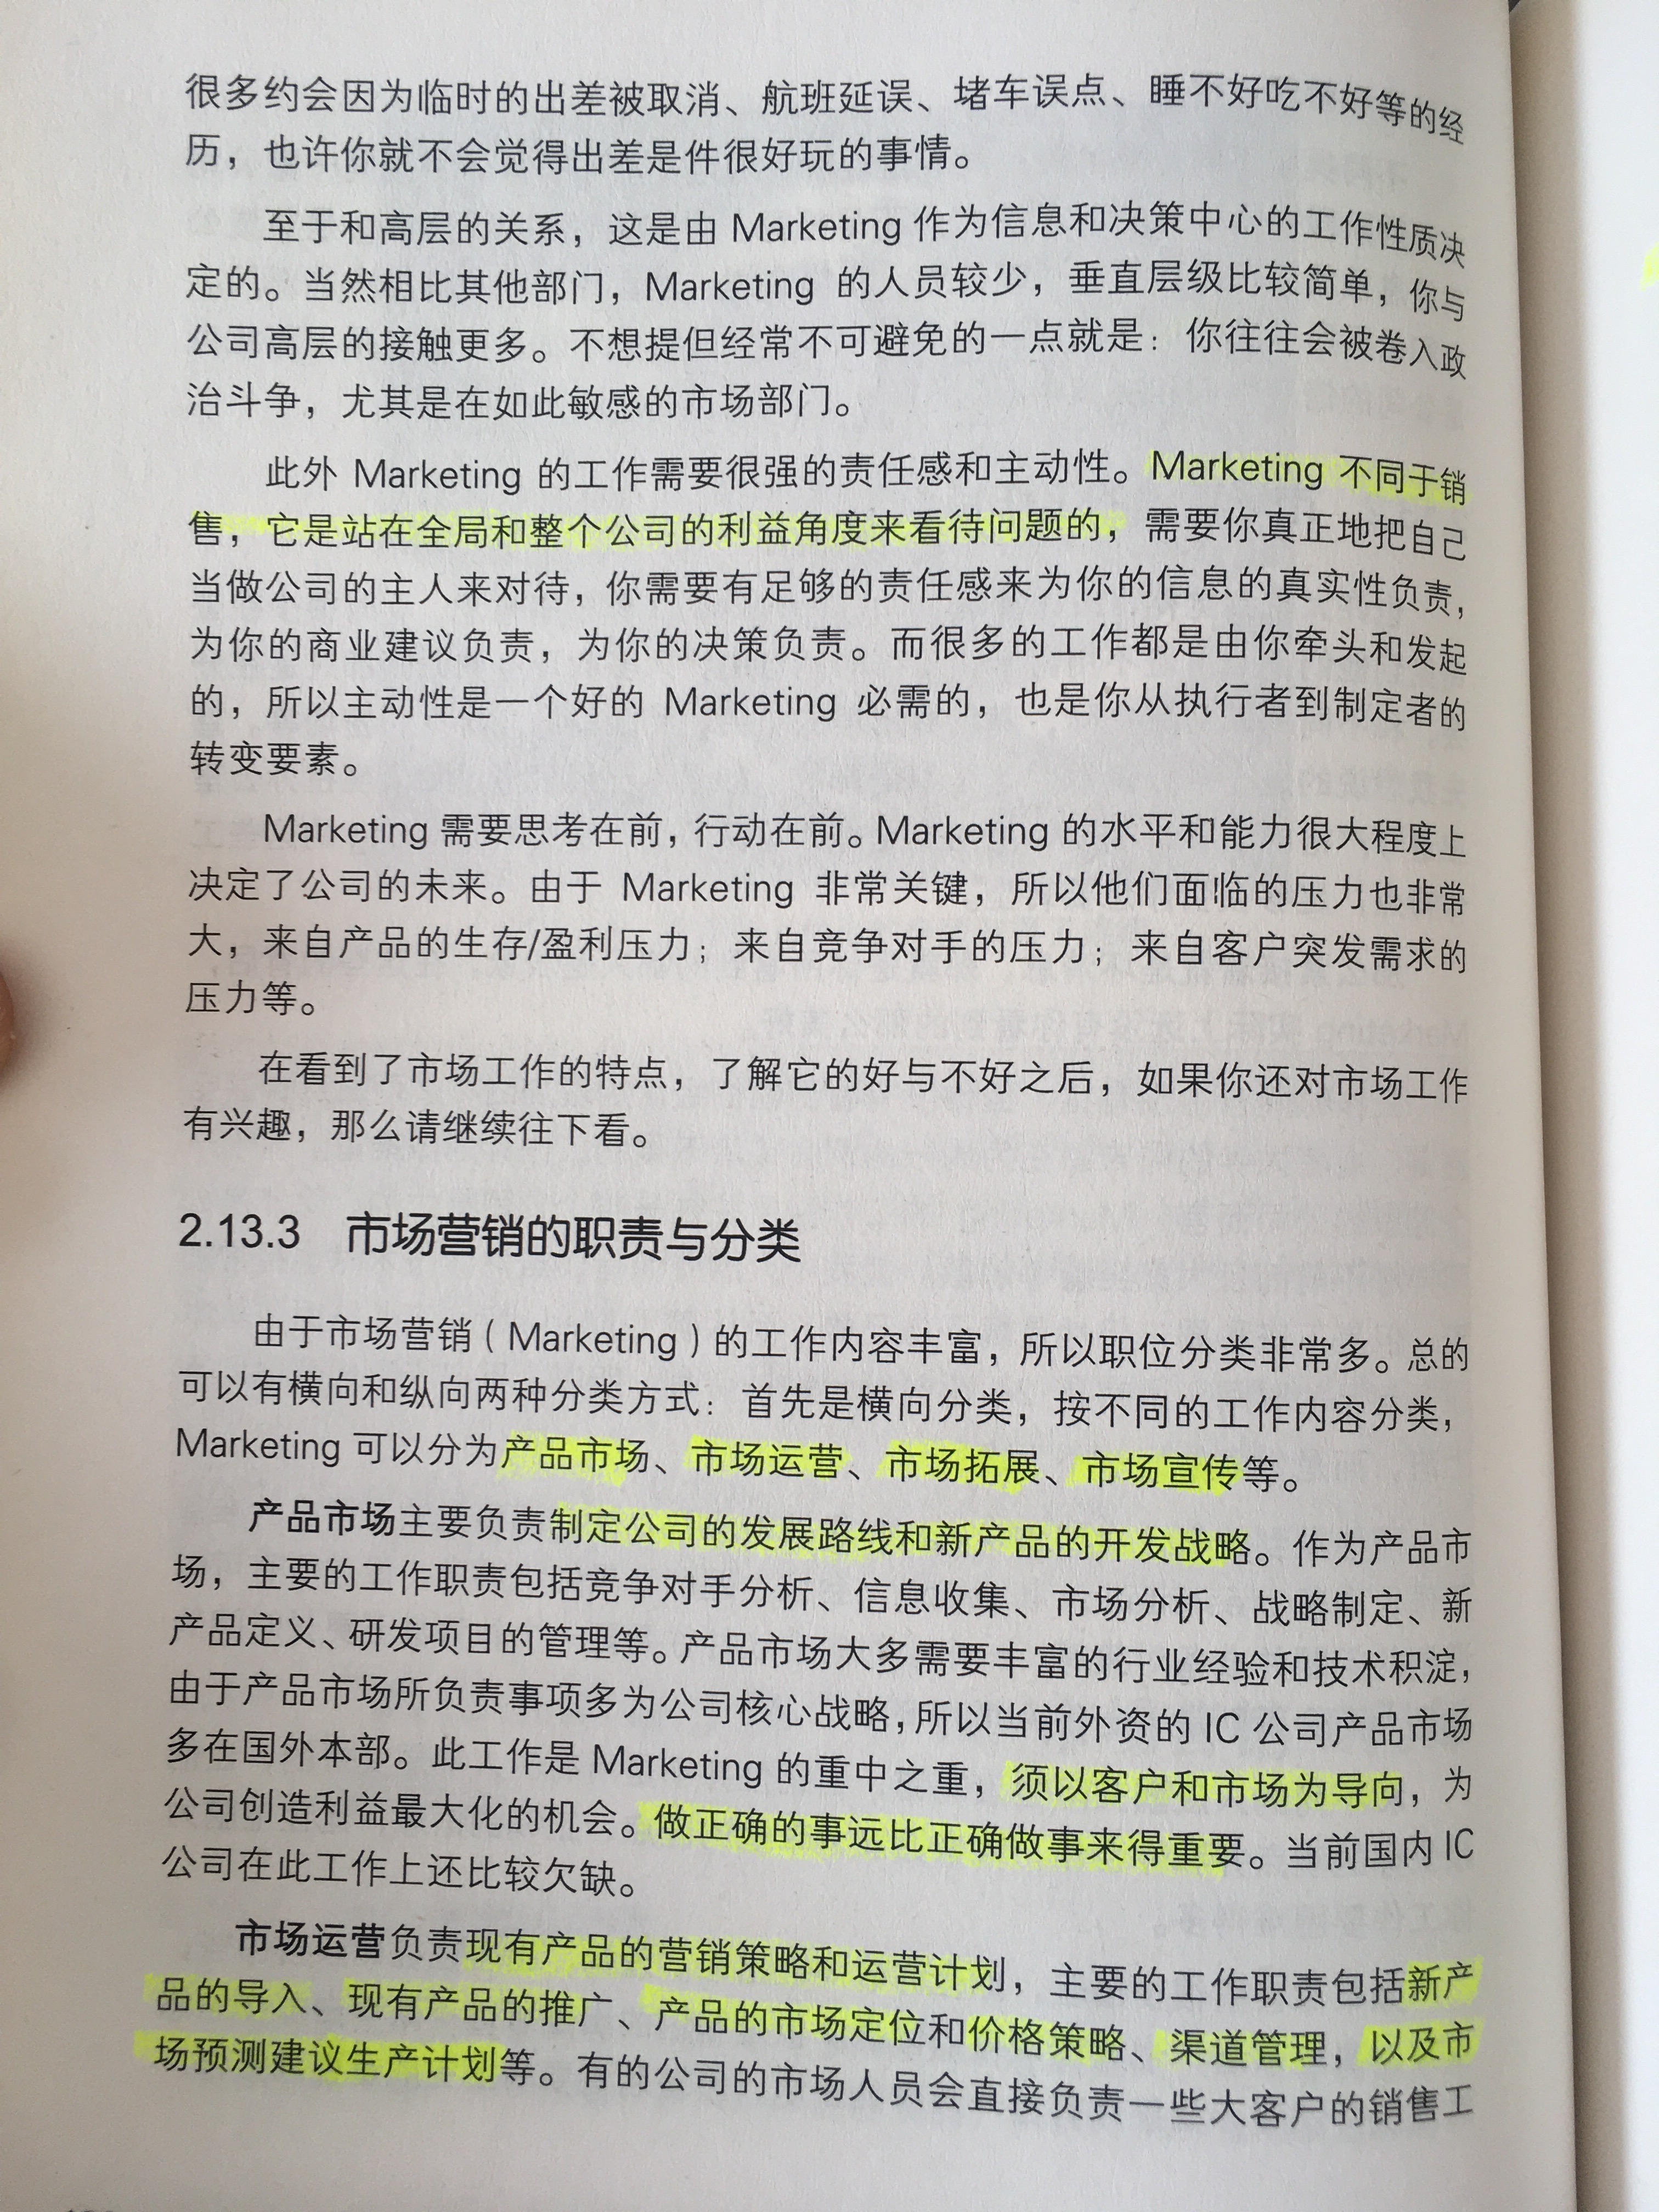 很多约会因为临时的出差被取消、航班延误、堵车误点、睡不好吃不好等的经
历，也许你就不会觉得出差是件很好玩的事情。
至于和高层的关系，这是由 Marketing 作为信息和决策中心的工作性质决
定的。当然相比其他部门，Marketing 的人员较少，垂直层级比较简单，你与
公司高层的接触更多。不想提但经常不可避免的一点就是：你往往会被卷入政
治斗争，尤其是在如此敏感的市场部门。
此外 Marketing 的工作需要很强的责任感和主动性。Marketing 不同于销
售，它是站在全局和整个公司的利益角度来看待问题的，需要你真正地把自己
当做公司的主人来对待，你需要有足够的责任感来为你的信息的真实性负责，
为你的商业建议负责，为你的决策负责。而很多的工作都是由你牵头和发起
的，所以主动性是一个好的 Marketing 必需的，也是你从执行者到制定者的
转变要素。
Marketing 需要思考在前，行动在前。Marketing 的水平和能力很大程度上
决定了公司的未来。由于 Marketing 非常关键，所以他们面临的压力也非常
大，来自产品的生存/盈利压力；来自竞争对手的压力；来自客户突发需求的
压力等。
在看到了市场工作的特点，了解它的好与不好之后，如果你还对市场工作
有兴趣，那么请继续往下看。
2.13.3 市场营销的职责与分类
由于市场营销（Marketing）的工作内容丰富，所以职位分类非常多。总的
可以有横向和纵向两种分类方式：首先是横向分类，按不同的工作内容分类，
Marketing 可以分为产品市场、市场运营、市场拓展、市场宣传等。
产品市场主要负责制定公司的发展路线和新产品的开发战略。作为产品市
场，主要的工作职责包括竞争对手分析、信息收集、市场分析、战略制定、新
产品定义、研发项目的管理等。产品市场大多需要丰富的行业经验和技术积淀，
由于产品市场所负责事项多为公司核心战略，所以当前外资的 IC 公司产品市场
多在国外本部。此工作是 Marketing 的重中之重，须以客户和市场为导向，为
公司创造利益最大化的机会。做正确的事远比正确做事来得重要。当前国内 IC
公司在此工作上还比较欠缺。
市场运营负责现有产品的营销策略和运营计划，主要的工作职责包括新产
品的导入、现有产品的推广、产品的市场定位和价格策略、渠道管理，以及市
场预测建议生产计划等。有的公司的市场人员会直接负责一些大客户的销售工